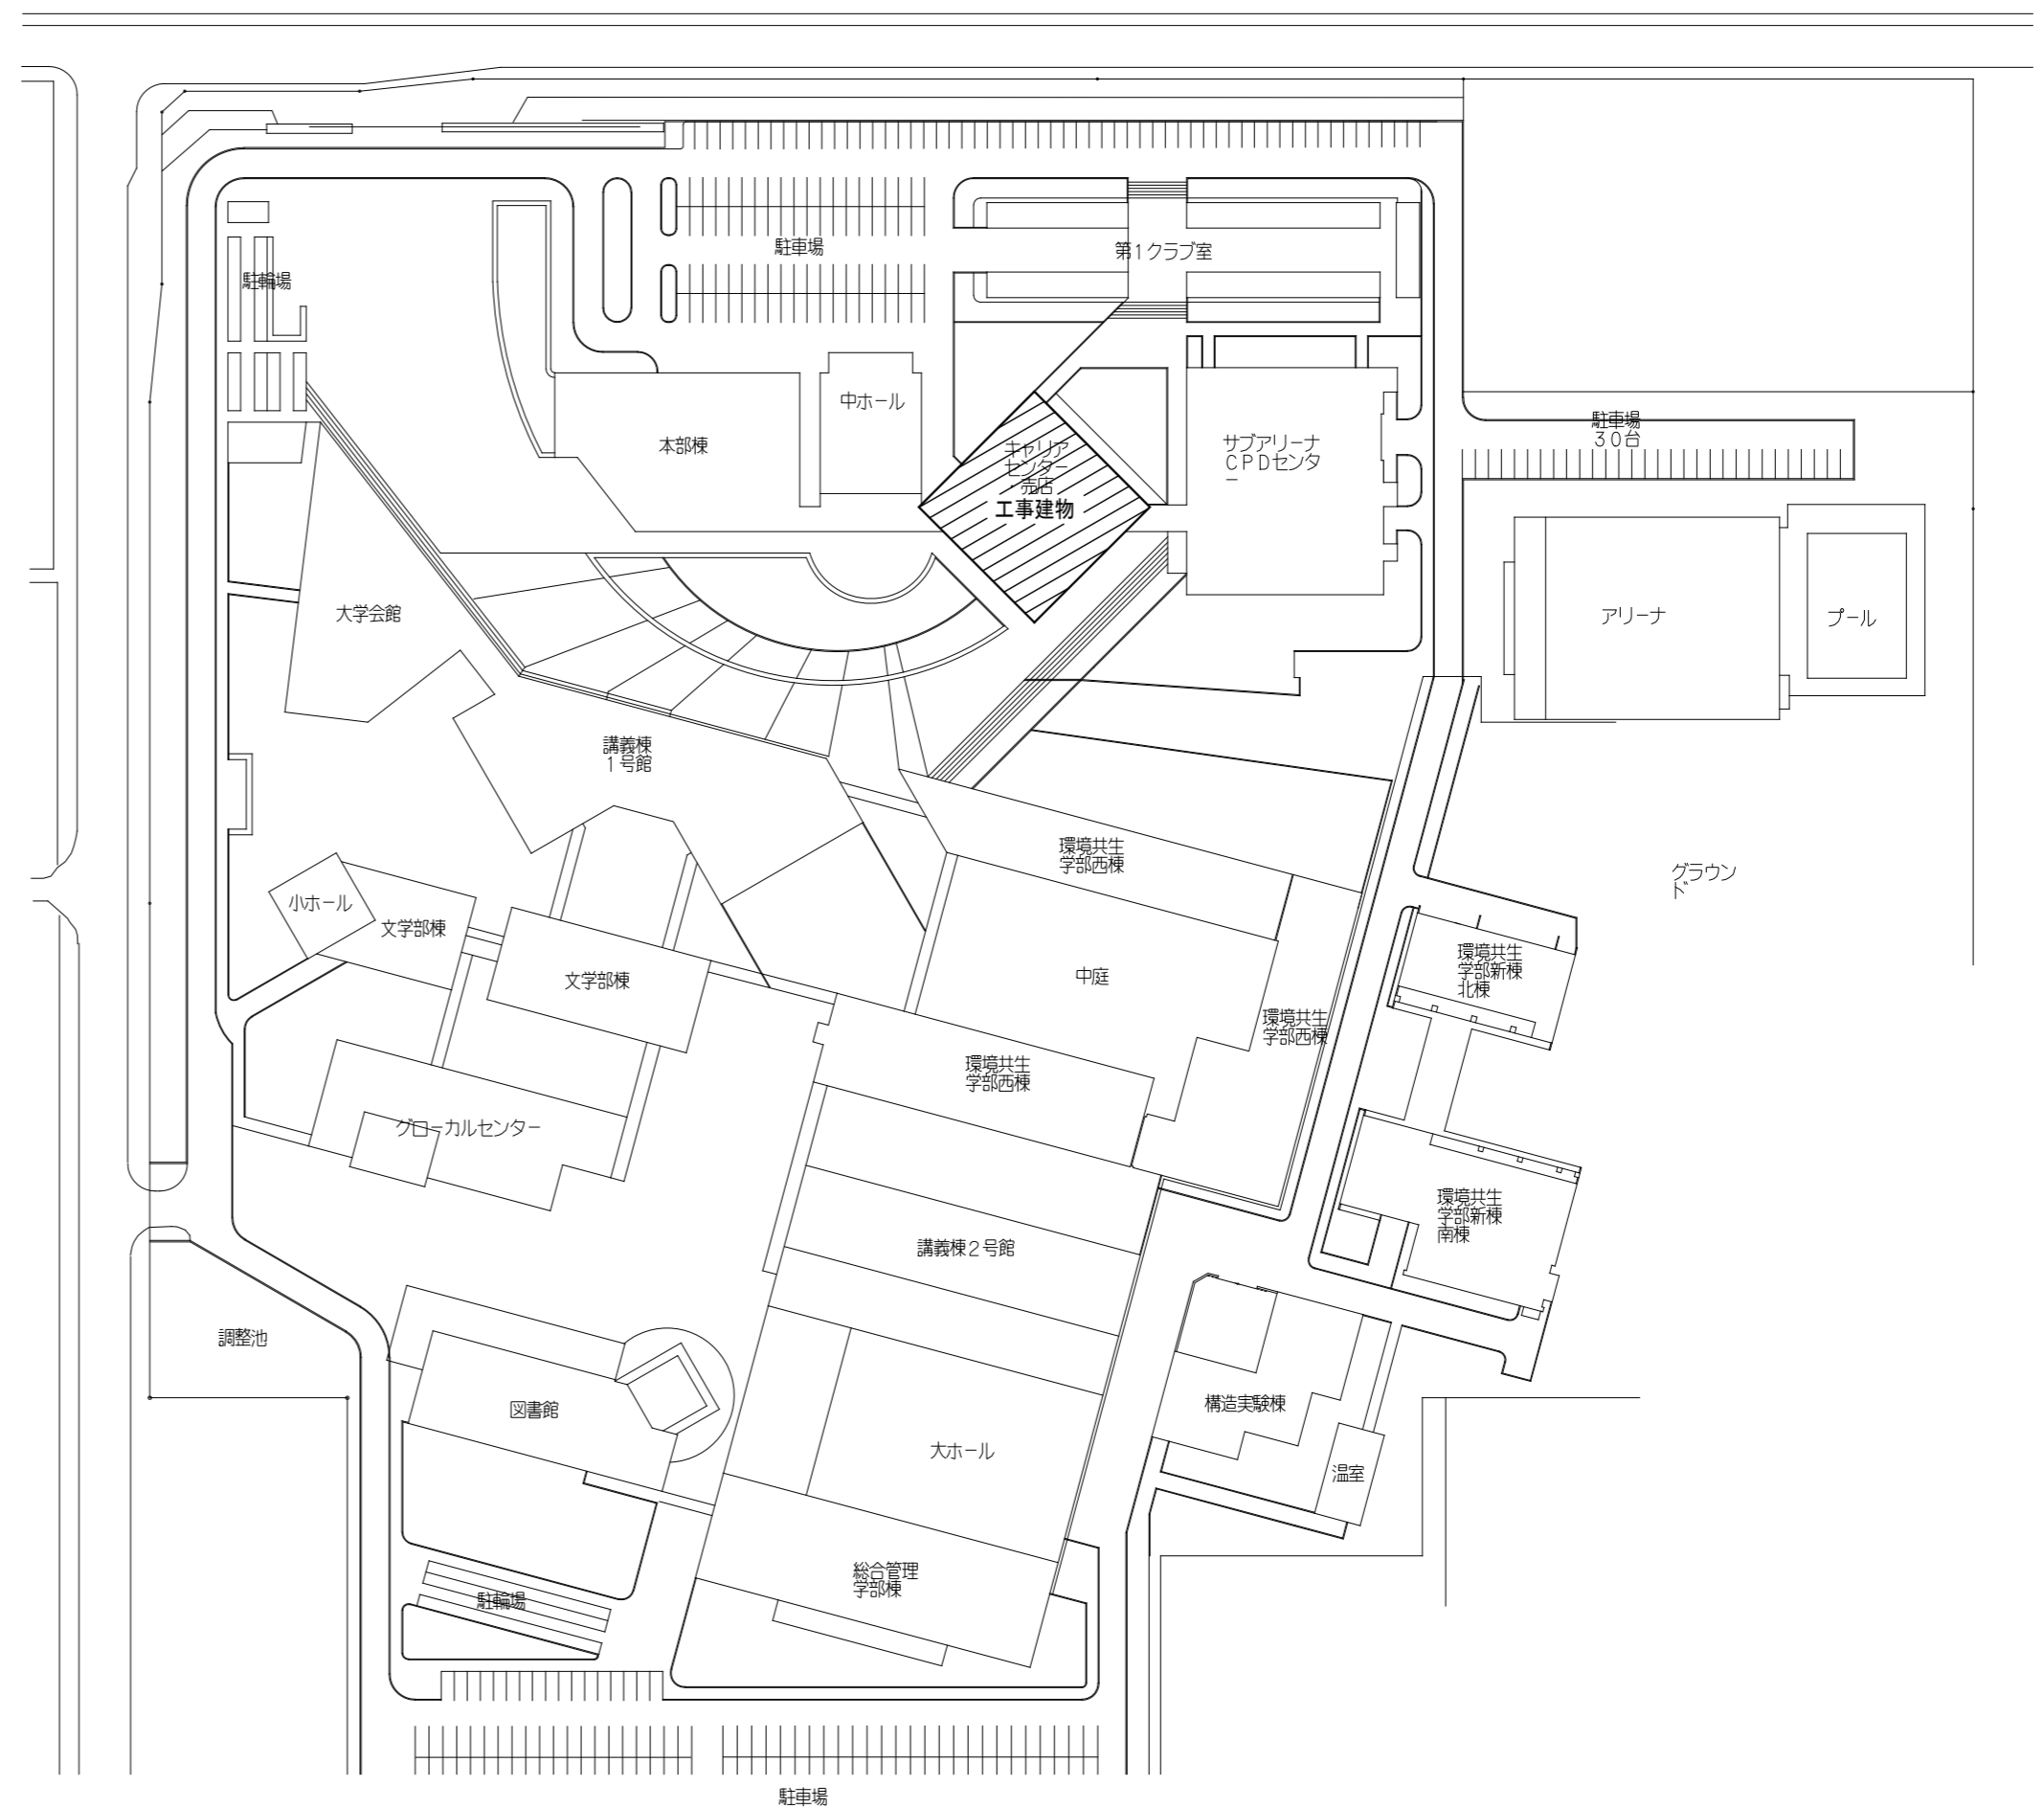 駐車場
第1クラブ室
駐輪場
中ホール
本部棟
キャリア
センター
・売店
工事建物
サブアリーナ
CPDセンタ
ー
駐車場
30台
大学会館
アリーナ
プール
講義棟
1号館
環境共生
学部西棟
グラウン
ド
小ホール
文学部棟
文学部棟
中庭
環境共生
学部新棟
北棟
環境共生
学部西棟
環境共生
学部西棟
グローカルセンター
環境共生
学部新棟
南棟
講義棟2号館
調整池
図書館
構造実験棟
大ホール
温室
総合管理
学部棟
駐輪場
駐車場